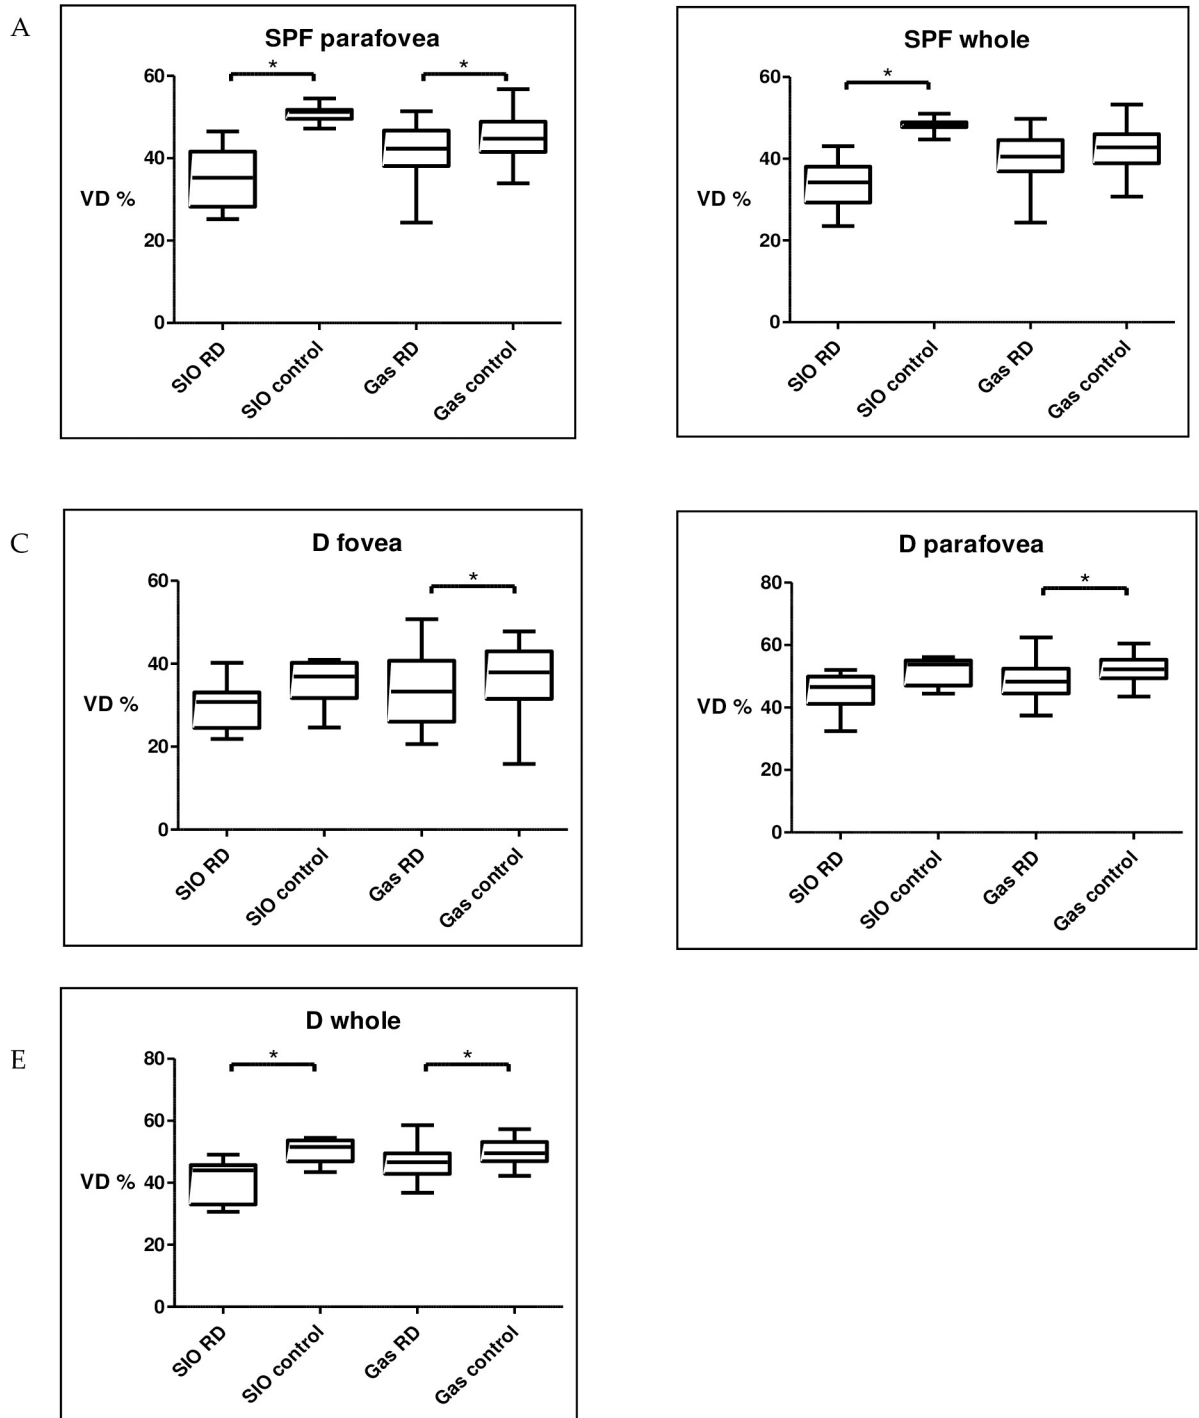 A
SPF parafovea
60
*
*
40
VD %
20
0
SIO RD
SIO control
Gas RD
Gas control
SPF whole
60
*
40
VD %
20
0
SIO RD
SIO control
Gas RD
Gas control
C
D fovea
60
*
40
VD %
20
0
SIO RD
SIO control
Gas RD
Gas control
D parafovea
80
*
60
VD %
40
20
0
SIO RD
SIO control
Gas RD
Gas control
E
D whole
80
*
*
60
VD %
40
20
0
SIO RD
SIO control
Gas RD
Gas control